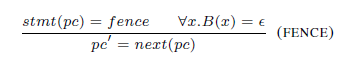 stmt(pc) = fence ∀x.B(x) = ϵ
pc′ = next(pc) (FENCE)